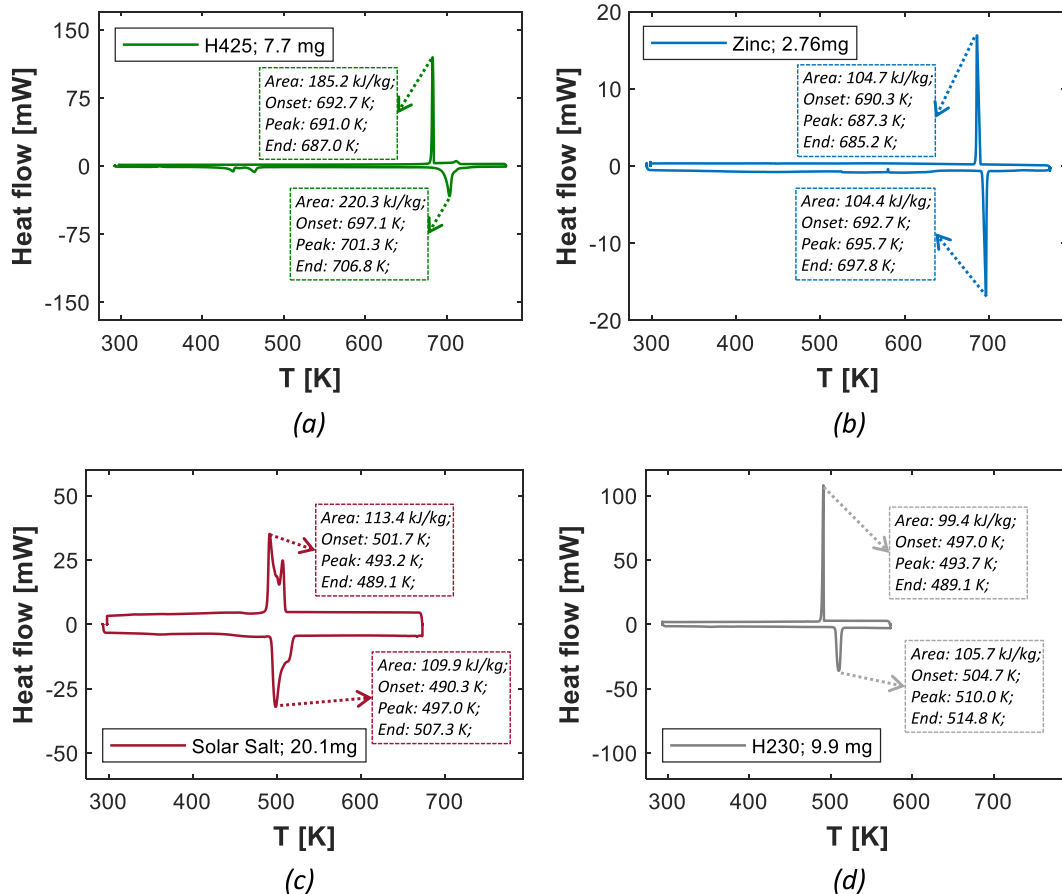 H425; 7.7 mg
Area: 185.2 kJ/kg;
Onset: 692.7 K;
Peak: 691.0 K;
End: 687.0 K;
Area: 220.3 kJ/kg;
Onset: 697.1 K;
Peak: 701.3 K;
End: 706.8 K;
Heat flow [mW]
150
75
0
-75
-150
300 400 500 600 700
T [K]
(a)
Zinc; 2.76mg
Area: 104.7 kJ/kg;
Onset: 690.3 K;
Peak: 687.3 K;
End: 685.2 K;
Area: 104.4 kJ/kg;
Onset: 692.7 K;
Peak: 695.7 K;
End: 697.8 K;
Heat flow [mW]
20
10
0
-10
-20
300 400 500 600 700
T [K]
(b)
Area: 113.4 kJ/kg;
Onset: 501.7 K;
Peak: 493.2 K;
End: 489.1 K;
Area: 109.9 kJ/kg;
Onset: 490.3 K;
Peak: 497.0 K;
End: 507.3 K;
Solar Salt; 20.1mg
Heat flow [mW]
50
25
0
-25
-50
300 400 500 600 700
T [K]
(c)
Area: 99.4 kJ/kg;
Onset: 497.0 K;
Peak: 493.7 K;
End: 489.1 K;
Area: 105.7 kJ/kg;
Onset: 504.7 K;
Peak: 510.0 K;
End: 514.8 K;
H230; 9.9 mg
Heat flow [mW]
100
50
0
-50
-100
300 400 500 600 700
T [K]
(d)